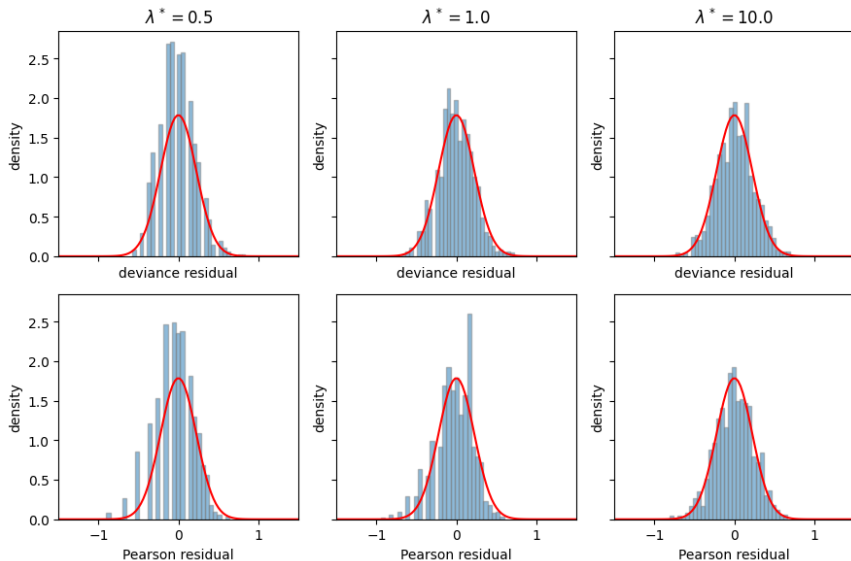 λ* = 0.5 λ* = 1.0 λ* = 10.0
2.5
2.0
1.5
1.0
0.5
0.0
density density density
deviance residual deviance residual deviance residual
2.5
2.0
1.5
1.0
0.5
0.0
density density density
−1 0 1 −1 0 1 −1 0 1
Pearson residual Pearson residual Pearson residual